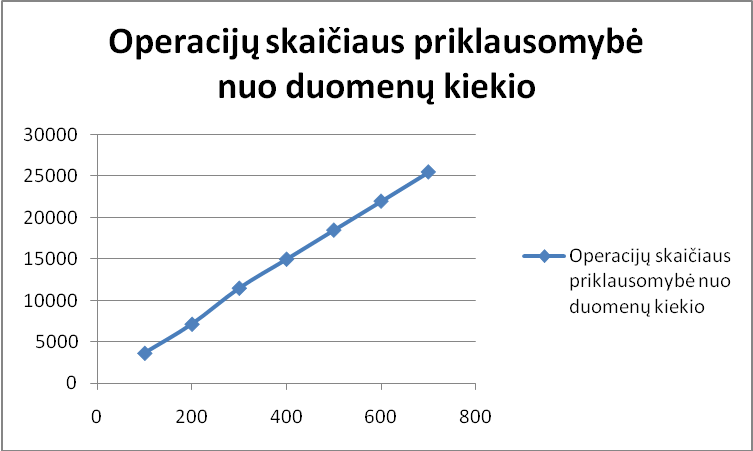 Operacijų skaičiaus priklausomybė
nuo duomenų kiekio
30000
25000
20000
15000
10000
5000
0
0 200 400 600 800
Operacijų skaičiaus
priklausomybė nuo
duomenų kiekio